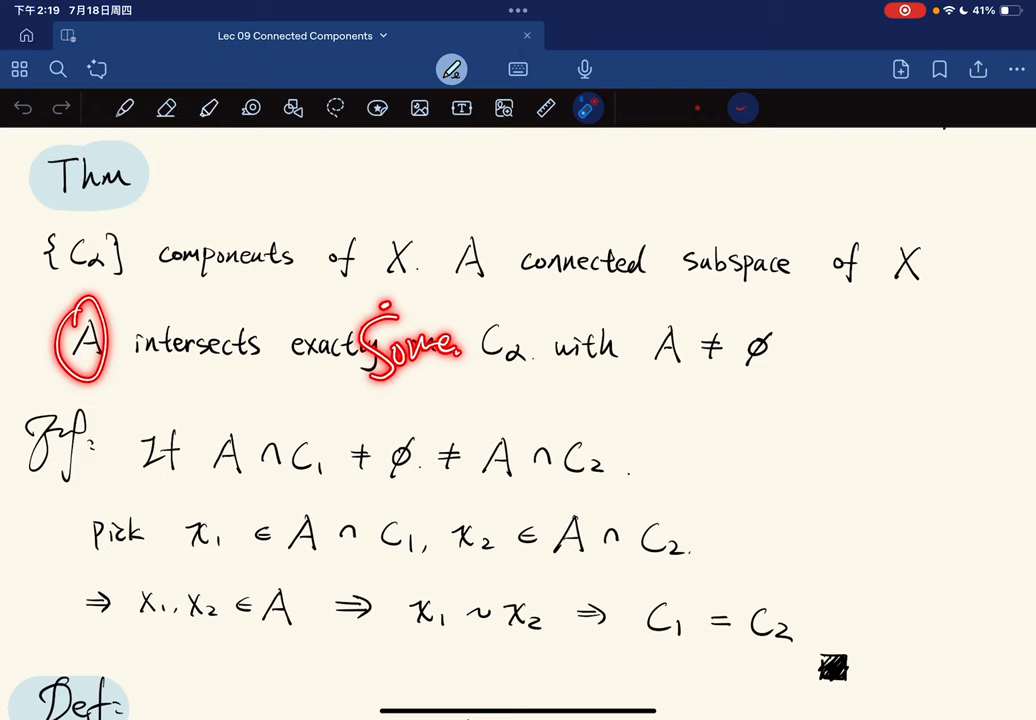 下午 2:19 7月18日周四
41%
Lec 09 Connected Components
Thm
{Cα} components of X. A connected subspace of X
A intersects exactly some Cα. with A ≠ ∅
If A ∩ C₁ ≠ ∅. ≠ A ∩ C₂.
pick x₁ ∈ A ∩ C₁, x₂ ∈ A ∩ C₂.
⇒ x₁, x₂ ∈ A ⇒ x₁ ~ x₂ ⇒ C₁ = C₂
Def: